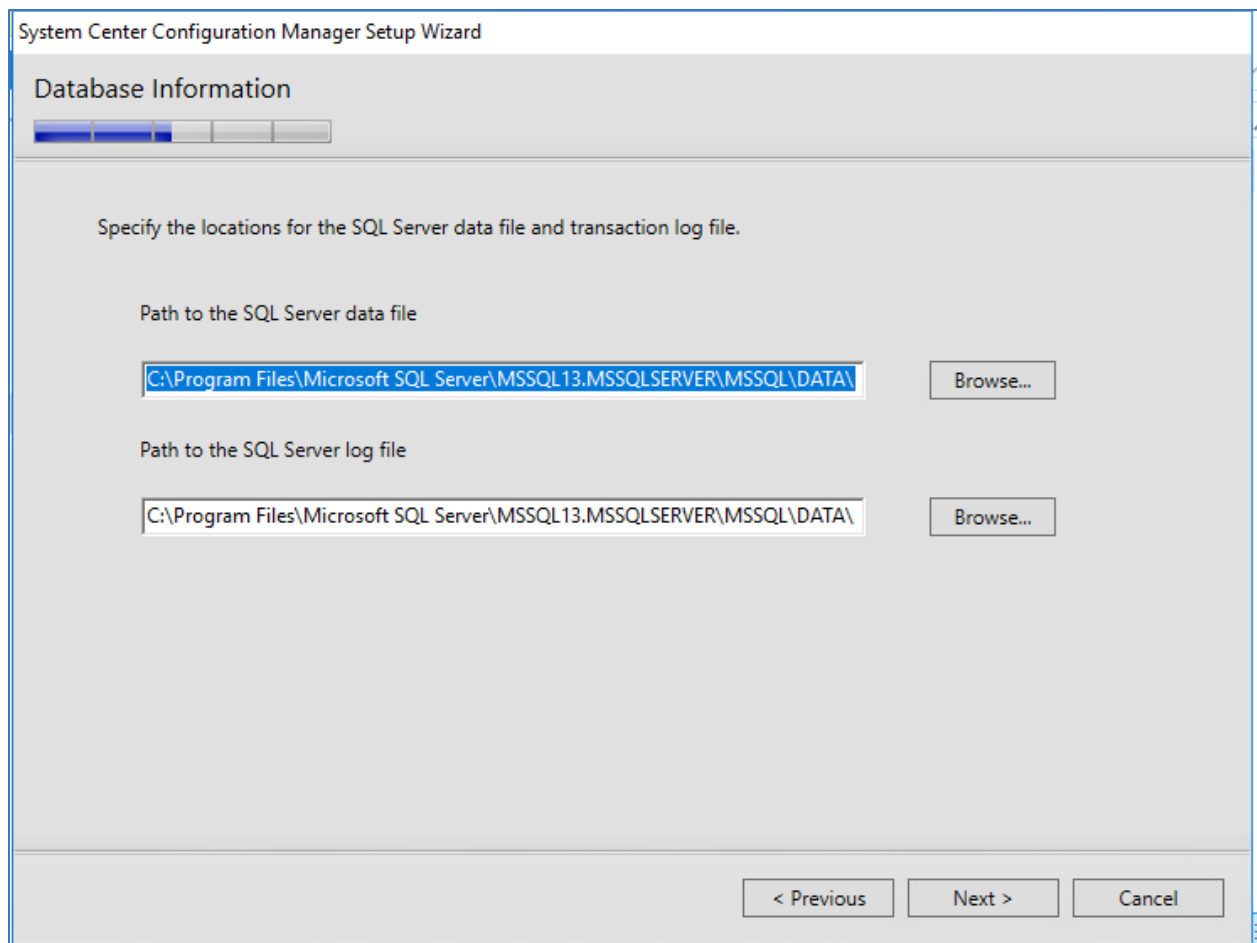 System Center Configuration Manager Setup Wizard
Database Information
Specify the locations for the SQL Server data file and transaction log file.
Path to the SQL Server data file
C:\Program Files\Microsoft SQL Server\MSSQL13.MSSQLSERVER\MSSQL\DATA\
Browse...
Path to the SQL Server log file
C:\Program Files\Microsoft SQL Server\MSSQL13.MSSQLSERVER\MSSQL\DATA\
Browse...
< Previous
Next >
Cancel